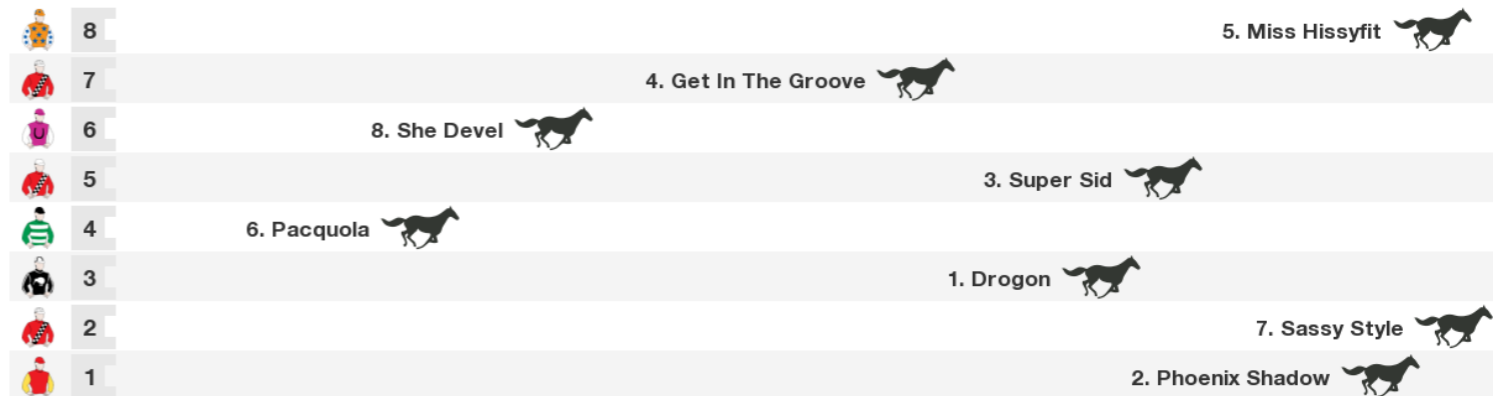 8 5. Miss Hissyfit
7 4. Get In The Groove
6 8. She Devel
5 3. Super Sid
4 6. Pacquola
3 1. Drogon
2 7. Sassy Style
1 2. Phoenix Shadow